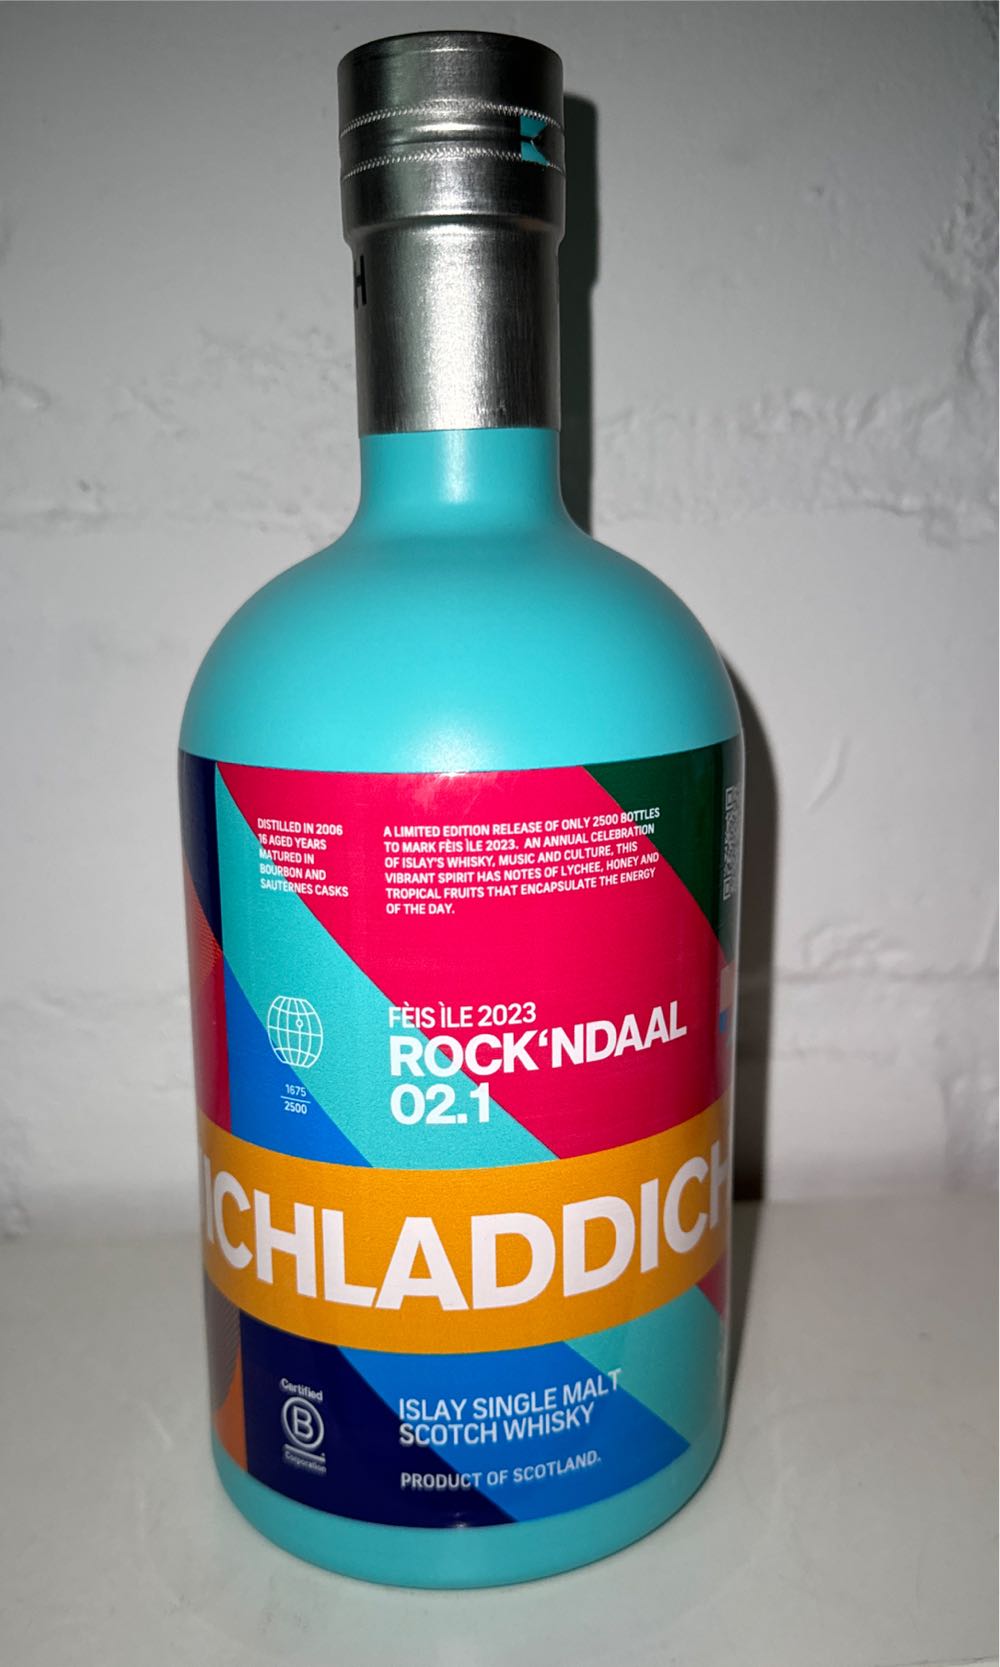 H
DISTILLED IN 2006
16 AGED YEARS
MATURED IN
BOURBON AND
SAUTERNES CASKS
A LIMITED EDITION RELEASE OF ONLY 2500 BOTTLES
TO MARK FÈIS ÌLE 2023. AN ANNUAL CELEBRATION
OF ISLAY'S WHISKY, MUSIC AND CULTURE, THIS
VIBRANT SPIRIT HAS NOTES OF LYCHEE, HONEY AND
TROPICAL FRUITS THAT ENCAPSULATE THE ENERGY
OF THE DAY.
FÈIS ÌLE 2023
ROCK‘NDAAL
02.1
1675
2500
ICHLADDICH
Certified
B
Corporation
ISLAY SINGLE MALT
SCOTCH WHISKY
PRODUCT OF SCOTLAND.